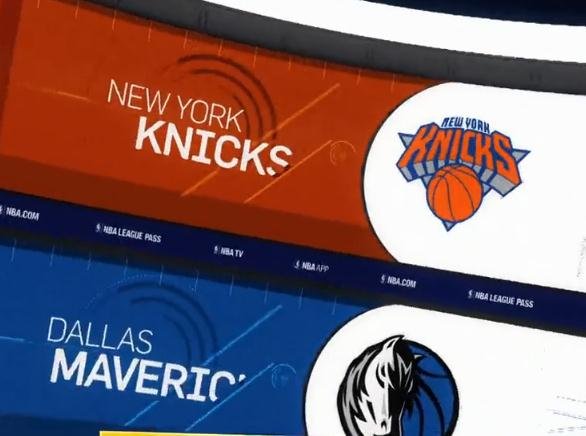 NEW YORK
KNICKS
NEW YORK
KNICKS
NBA.COM
NBA LEAGUE PASS
NBA TV
NBA APP
NBA.COM
NBA LEAGUE PASS
DALLAS
MAVERIC